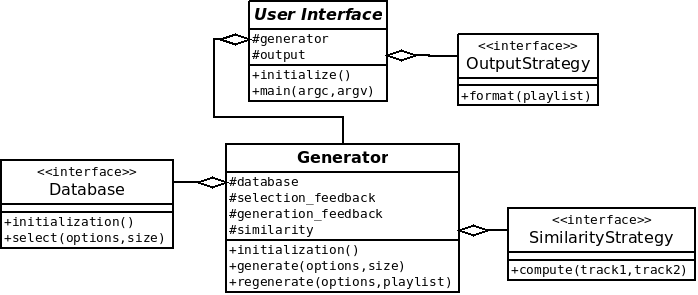 User Interface
#generator
#output
+initialize()
+main(argc,argv)
<<interface>>
OutputStrategy
+format(playlist)
<<interface>>
Database
+initialization()
+select(options,size)
Generator
#database
#selection_feedback
#generation_feedback
#similarity
+initialization()
+generate(options,size)
+regenerate(options,playlist)
<<interface>>
SimilarityStrategy
+compute(track1,track2)